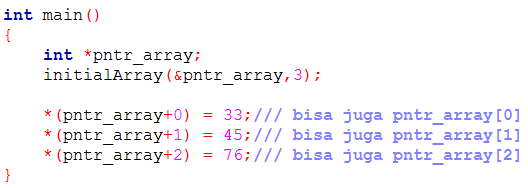 int main()
{
    int *pntr_array;
    initialArray(&pntr_array,3);

    *(pntr_array+0) = 33;/// bisa juga pntr_array[0]
    *(pntr_array+1) = 45;/// bisa juga pntr_array[1]
    *(pntr_array+2) = 76;/// bisa juga pntr_array[2]
}